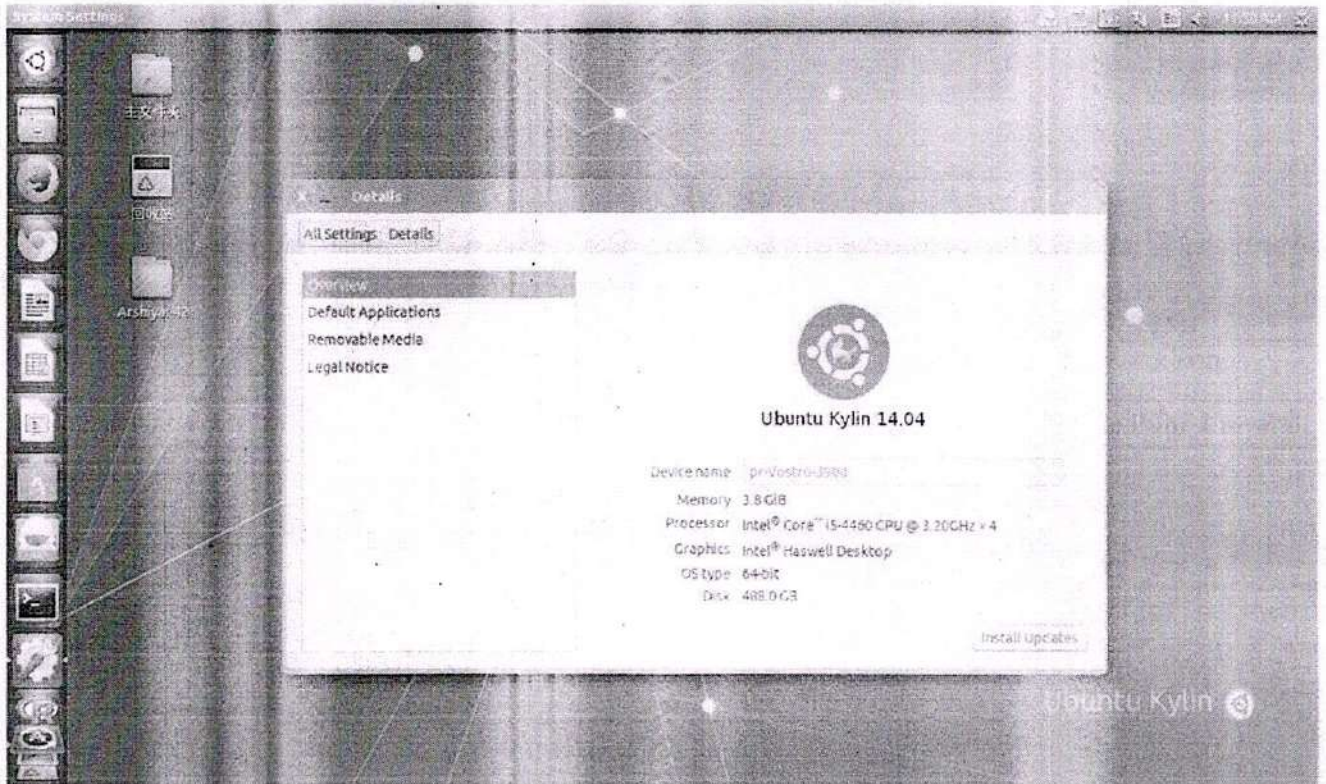 System Settings
主文件夹
回收站
Details
All Settings Details
Overview
Default Applications
Removable Media
Legal Notice
Ubuntu Kylin 14.04
Device name
Memory 3.8 GiB
Processor Intel® Core™ i5-4460 CPU @ 3.20GHz × 4
Graphics Intel® Haswell Desktop
OS type 64-bit
Disk 488.0 GB
Install Updates
Ubuntu Kylin